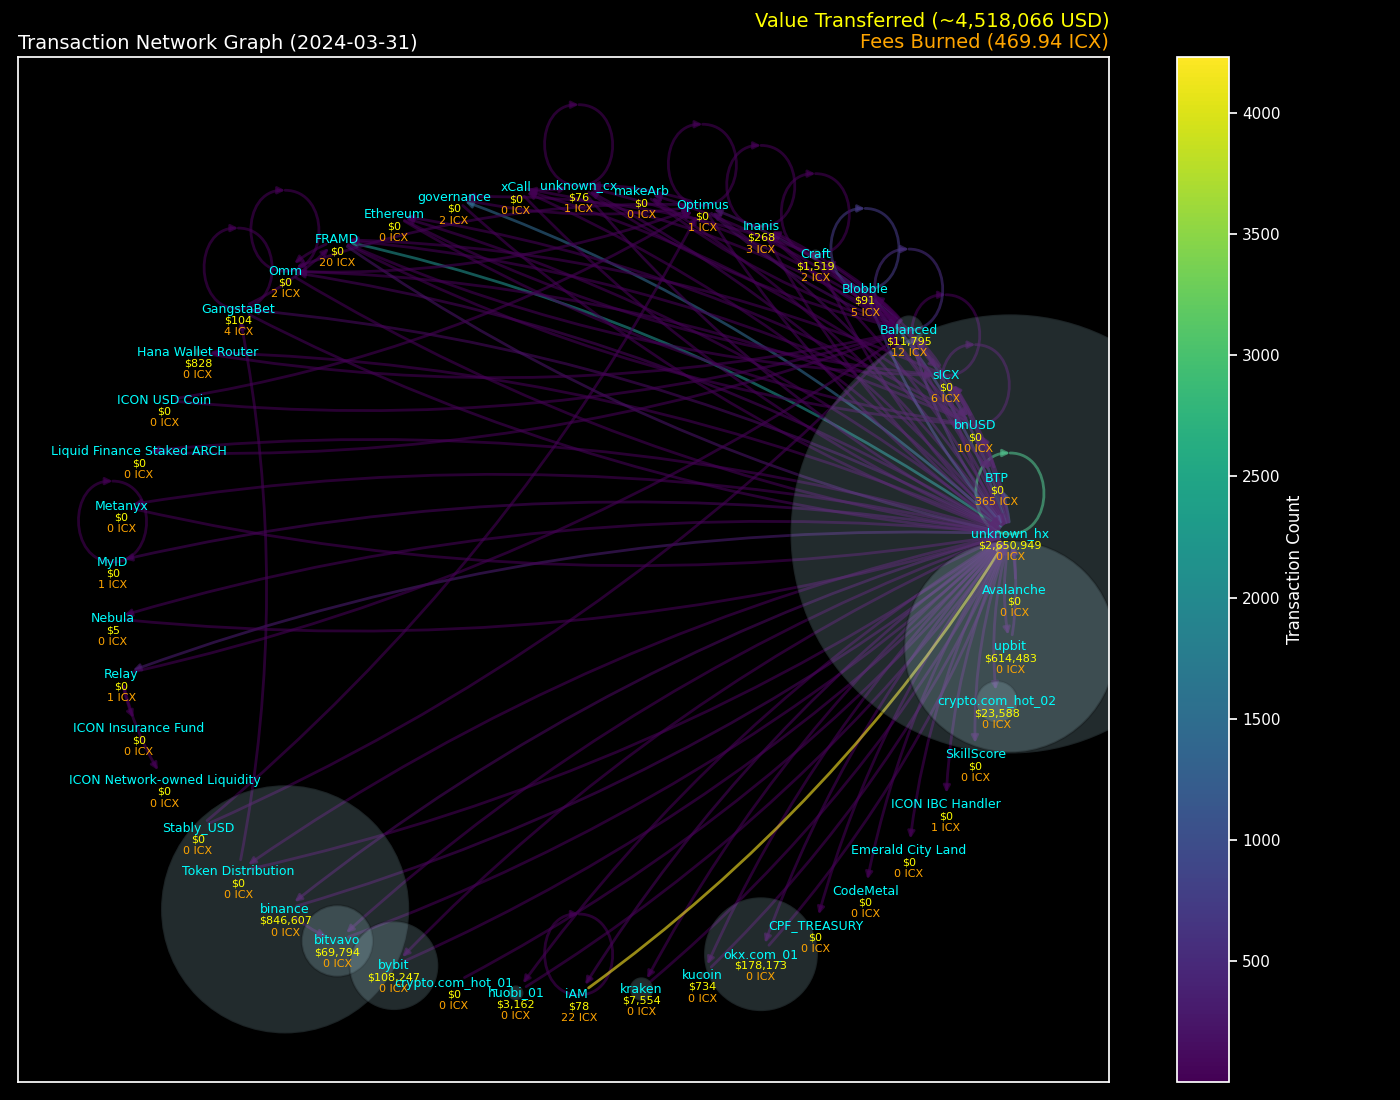 Value Transferred (~4,518,066 USD)
Transaction Network Graph (2024-03-31)
Fees Burned (469.94 ICX)
unknown_cx
$76
1 ICX
makeArb
$0
0 ICX
xCall
$0
0 ICX
governance
$0
2 ICX
Optimus
$0
1 ICX
Ethereum
$0
0 ICX
Inanis
$268
3 ICX
FRAMD
$0
20 ICX
Craft
$1,519
2 ICX
Omm
$0
2 ICX
Blobble
$91
5 ICX
GangstaBet
$104
4 ICX
Balanced
$11,795
12 ICX
Hana Wallet Router
$828
0 ICX
sICX
$0
6 ICX
ICON USD Coin
$0
0 ICX
bnUSD
$0
10 ICX
Liquid Finance Staked ARCH
$0
0 ICX
BTP
$0
365 ICX
Metanyx
$0
0 ICX
unknown_hx
$2,650,949
0 ICX
MyID
$0
1 ICX
Avalanche
$0
0 ICX
Nebula
$5
0 ICX
upbit
$614,483
0 ICX
Relay
$0
1 ICX
crypto.com_hot_02
$23,588
0 ICX
ICON Insurance Fund
$0
0 ICX
SkillScore
$0
0 ICX
ICON Network-owned Liquidity
$0
0 ICX
ICON IBC Handler
$0
1 ICX
Stably_USD
$0
0 ICX
Emerald City Land
$0
0 ICX
Token Distribution
$0
0 ICX
CodeMetal
$0
0 ICX
binance
$846,607
0 ICX
CPF_TREASURY
$0
0 ICX
bitvavo
$69,794
0 ICX
okx.com_01
$178,173
0 ICX
bybit
$108,247
0 ICX
kucoin
$734
0 ICX
crypto.com_hot_01
$0
0 ICX
kraken
$7,554
0 ICX
huobi_01
$3,162
0 ICX
iAM
$78
22 ICX
4000
3500
3000
2500
2000
1500
1000
500
Transaction Count